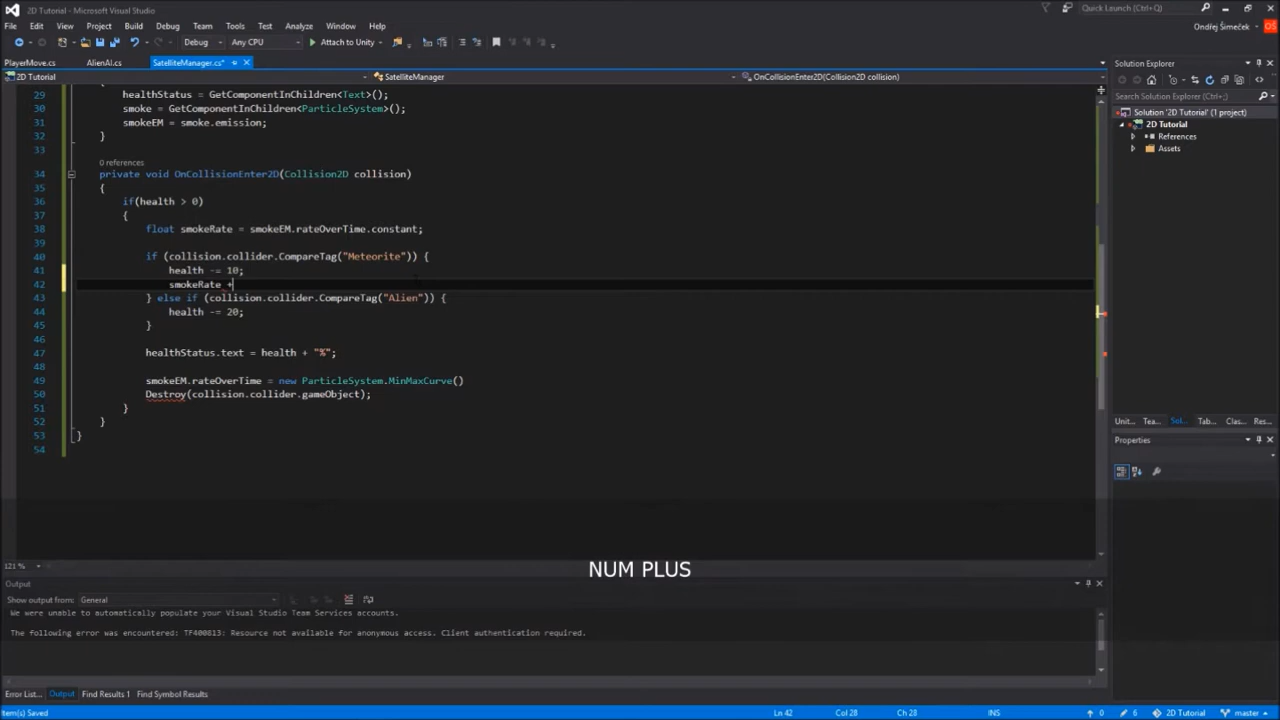 2D Tutorial - Microsoft Visual Studio
Quick Launch (Ctrl+;)
File Edit View Project Build Debug Team Tools Test Analyze Window Help
Ondřej Šimeček
OŠ
Debug Any CPU Attach to Unity
PlayerMove.cs AlienAI.cs SatelliteManager.cs*
2D Tutorial SatelliteManager OnCollisionEnter2D(Collision2D collision)
29 healthStatus = GetComponentInChildren<Text>();
30 smoke = GetComponentInChildren<ParticleSystem>();
31 smokeEM = smoke.emission;
32 }
33
0 references
34 private void OnCollisionEnter2D(Collision2D collision)
35 {
36 if(health > 0)
37 {
38 float smokeRate = smokeEM.rateOverTime.constant;
39
40 if (collision.collider.CompareTag("Meteorite")) {
41 health -= 10;
42 smokeRate +
43 } else if (collision.collider.CompareTag("Alien")) {
44 health -= 20;
45 }
46
47 healthStatus.text = health + "%";
48
49 smokeEM.rateOverTime = new ParticleSystem.MinMaxCurve()
50 Destroy(collision.collider.gameObject);
51 }
52 }
53 }
54
Solution Explorer
Search Solution Explorer (Ctrl+;)
Solution '2D Tutorial' (1 project)
2D Tutorial
References
Assets
Unit... Tea... Sol... Tab... Clas... Res...
Properties
NUM PLUS
121 %
Output
Show output from: General
We were unable to automatically populate your Visual Studio Team Services accounts.
The following error was encountered: TF400813: Resource not available for anonymous access. Client authentication required.
Error List... Output Find Results 1 Find Symbol Results
Item(s) Saved Ln 42 Col 28 Ch 28 INS 0 6 2D Tutorial master